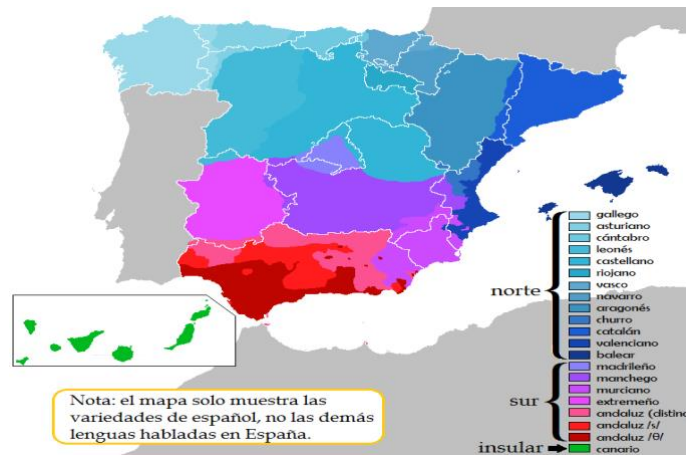 gallego
asturiano
cántabro
leonés
castellano
riojano
vasco
navarro
aragonés
churro
catalán
valenciano
balear
norte
madrileño
manchego
murciano
extremeño
andaluz (distinc
andaluz /s/
andaluz /θ/
sur
insular
canario
Nota: el mapa solo muestra las
variedades de español, no las demás
lenguas habladas en España.